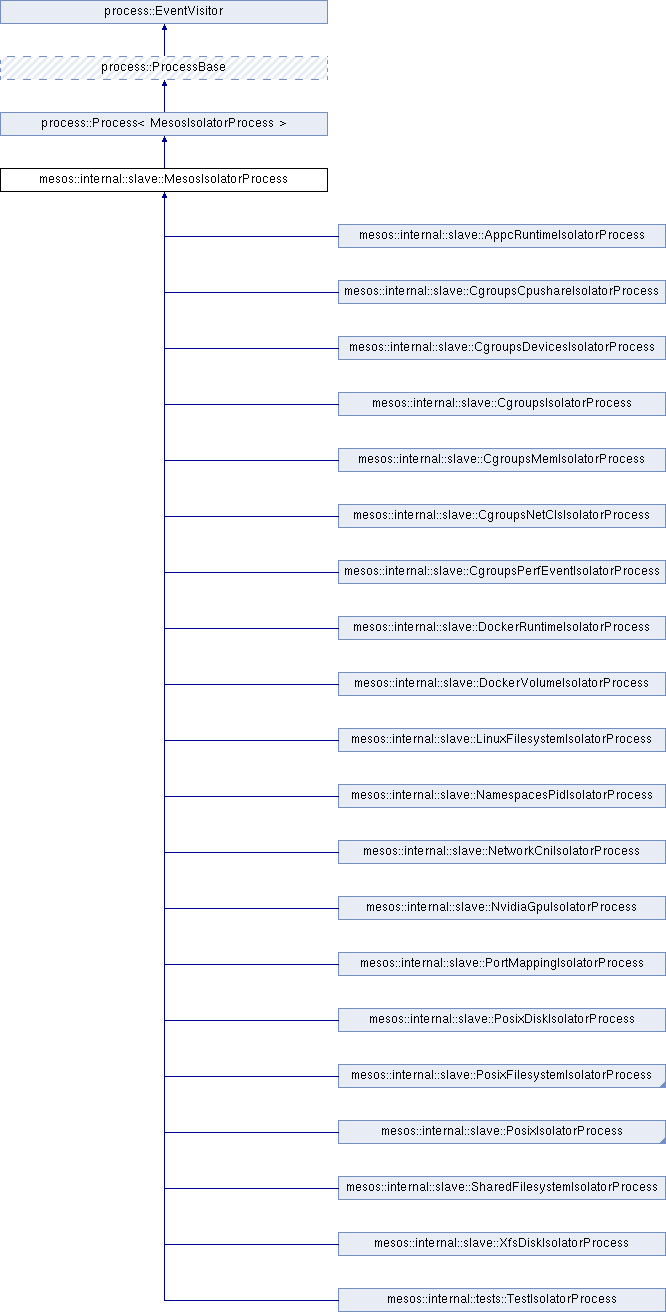 process::EventVisitor
process::ProcessBase
process::Process< MesosIsolatorProcess >
mesos::internal::slave::MesosIsolatorProcess
mesos::internal::slave::AppcRuntimeIsolatorProcess
mesos::internal::slave::CgroupsCpushareIsolatorProcess
mesos::internal::slave::CgroupsDevicesIsolatorProcess
mesos::internal::slave::CgroupsIsolatorProcess
mesos::internal::slave::CgroupsMemIsolatorProcess
mesos::internal::slave::CgroupsNetClsIsolatorProcess
mesos::internal::slave::CgroupsPerfEventIsolatorProcess
mesos::internal::slave::DockerRuntimeIsolatorProcess
mesos::internal::slave::DockerVolumeIsolatorProcess
mesos::internal::slave::LinuxFilesystemIsolatorProcess
mesos::internal::slave::NamespacesPidIsolatorProcess
mesos::internal::slave::NetworkCniIsolatorProcess
mesos::internal::slave::NvidiaGpuIsolatorProcess
mesos::internal::slave::PortMappingIsolatorProcess
mesos::internal::slave::PosixDiskIsolatorProcess
mesos::internal::slave::PosixFilesystemIsolatorProcess
mesos::internal::slave::PosixIsolatorProcess
mesos::internal::slave::SharedFilesystemIsolatorProcess
mesos::internal::slave::XfsDiskIsolatorProcess
mesos::internal::tests::TestIsolatorProcess